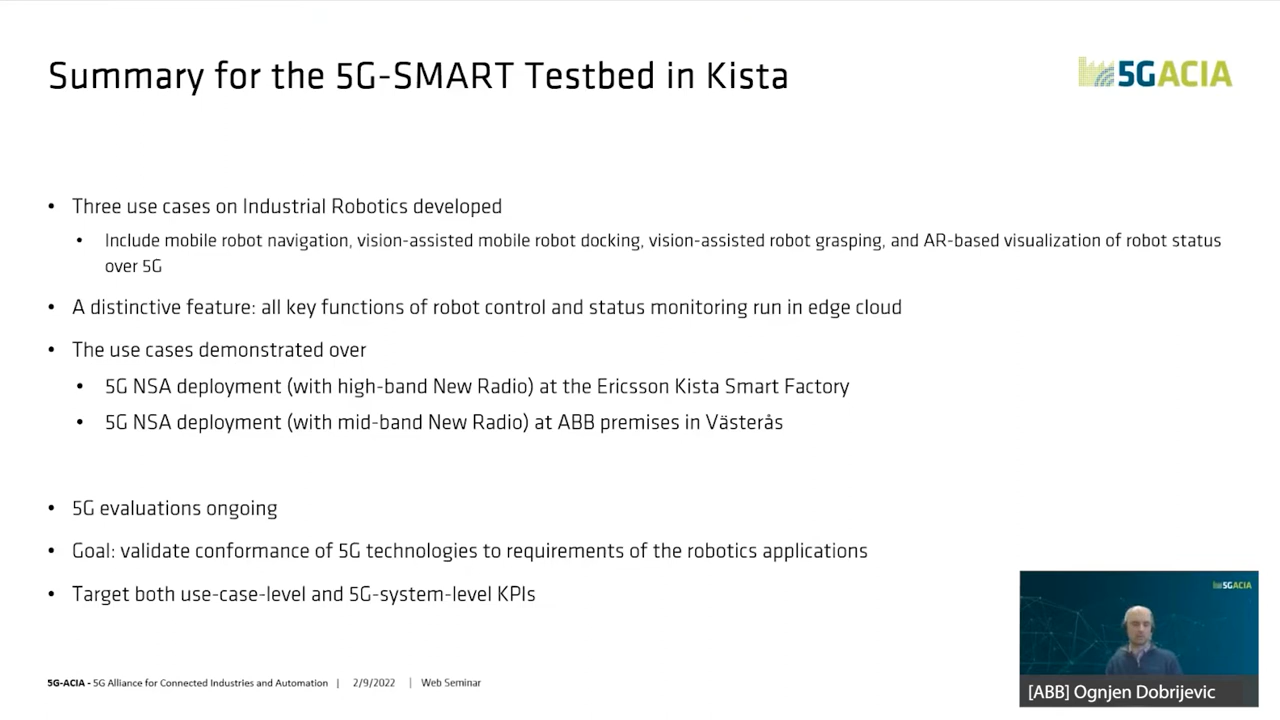 Summary for the 5G-SMART Testbed in Kista
5GACIA
• Three use cases on Industrial Robotics developed
• Include mobile robot navigation, vision-assisted mobile robot docking, vision-assisted robot grasping, and AR-based visualization of robot status
over 5G
• A distinctive feature: all key functions of robot control and status monitoring run in edge cloud
• The use cases demonstrated over
• 5G NSA deployment (with high-band New Radio) at the Ericsson Kista Smart Factory
• 5G NSA deployment (with mid-band New Radio) at ABB premises in Västerås
• 5G evaluations ongoing
• Goal: validate conformance of 5G technologies to requirements of the robotics applications
• Target both use-case-level and 5G-system-level KPIs
5GACIA
[ABB] Ognjen Dobrijevic
5G-ACIA - 5G Alliance for Connected Industries and Automation | 2/9/2022 | Web Seminar